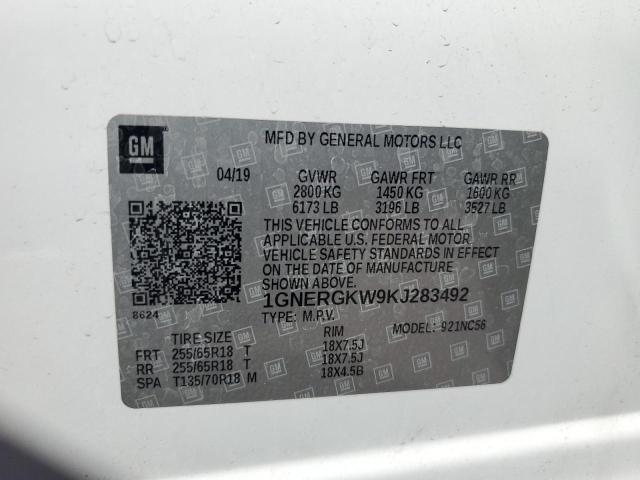 GM
MFD BY GENERAL MOTORS LLC
04/19 GVWR GAWR FRT GAWR RR
2800 KG 1450 KG 1600 KG
6173 LB 3196 LB 3527 LB
THIS VEHICLE CONFORMS TO ALL
APPLICABLE U.S. FEDERAL MOTOR
VEHICLE SAFETY STANDARDS IN EFFECT
ON THE DATE OF MANUFACTURE
SHOWN ABOVE.
1GNERGKW9KJ283492
8624
TYPE: M.P.V. MODEL: 921NC56
TIRE SIZE RIM
FRT 255/65R18 T 18X7.5J
RR 255/65R18 T 18X7.5J
SPA T135/70R18 M 18X4.5B